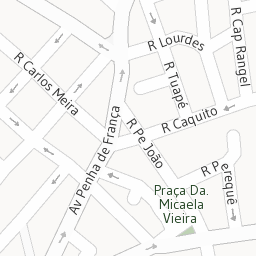 R Lourdes
R Cap Rangel
R Tuapé
R Carlos Meira
R Caquito
R Pe João
Av Penha de França
R Perequê
Praça Da.
Micaela
Vieira